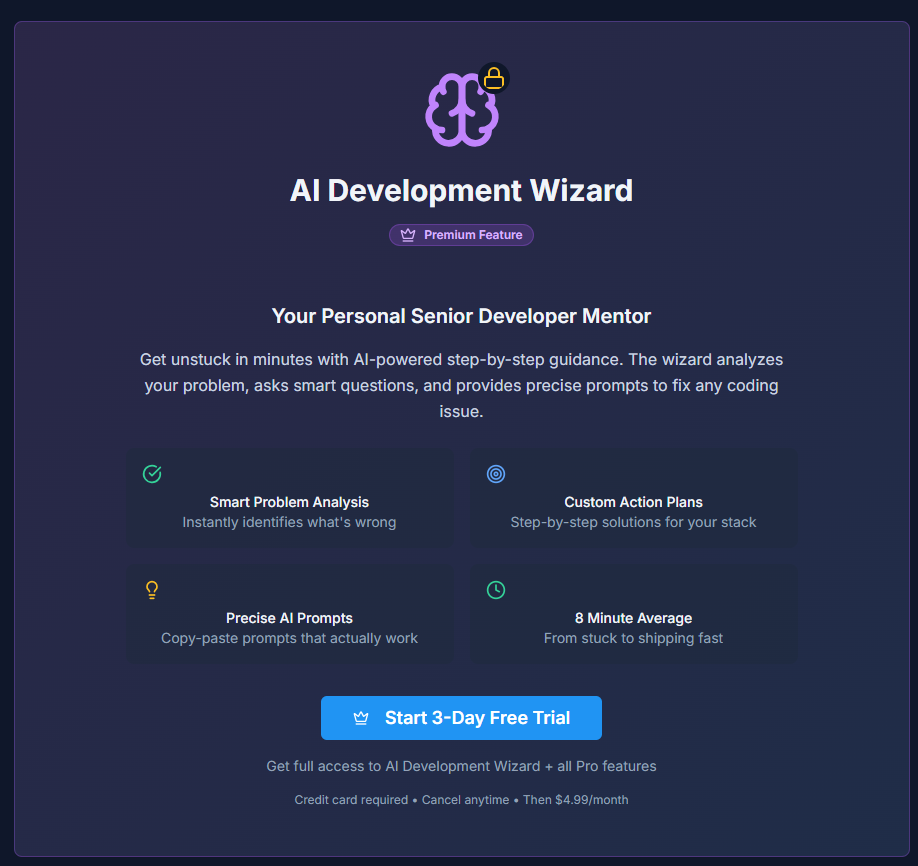 AI Development Wizard
Premium Feature
Your Personal Senior Developer Mentor
Get unstuck in minutes with AI-powered step-by-step guidance. The wizard analyzes
your problem, asks smart questions, and provides precise prompts to fix any coding
issue.
Smart Problem Analysis
Instantly identifies what's wrong
Custom Action Plans
Step-by-step solutions for your stack
Precise AI Prompts
Copy-paste prompts that actually work
8 Minute Average
From stuck to shipping fast
Start 3-Day Free Trial
Get full access to AI Development Wizard + all Pro features
Credit card required • Cancel anytime • Then $4.99/month